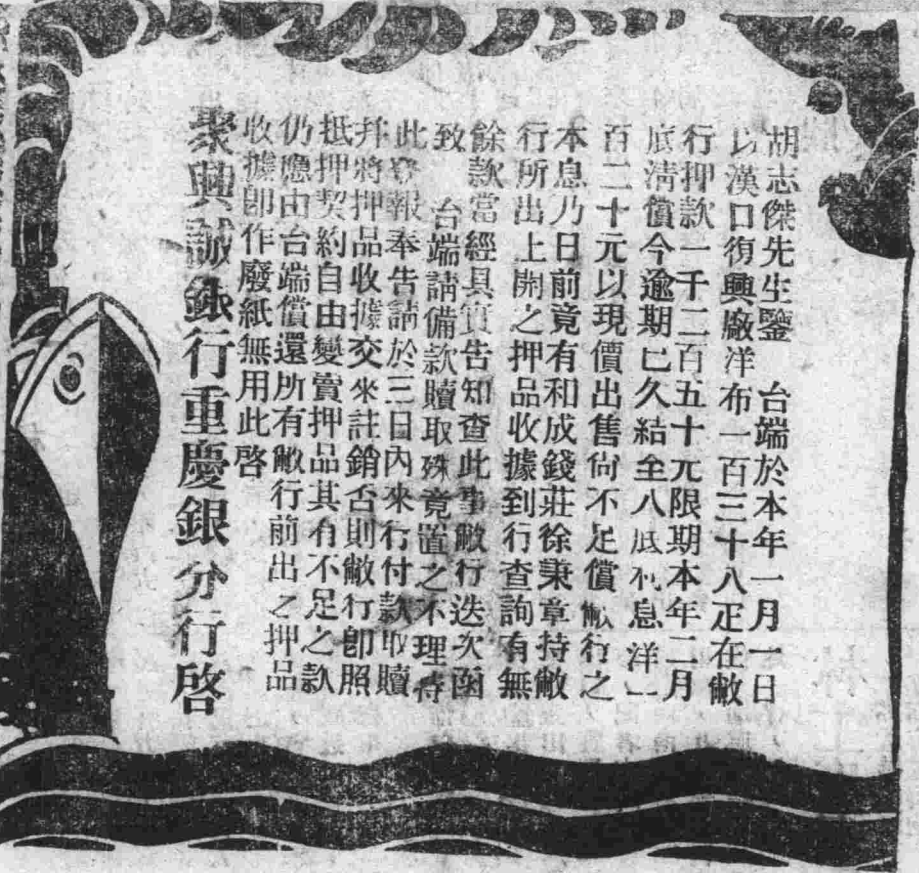 胡志傑先生鑒　台端於本年一月一日
以漢口復興廠洋布一百三十八疋在敝
行押款一千二百五十元限期本年二月
底淸償今逾期已久結至八底利息洋一
百二十元以現價出售尙不足償敝行之
本息乃日前竟有和成錢莊徐秉章持敝
行所出上開之押品收據到行查詢有無
餘款當經具實告知查此事敝行迭次函
致　台端請備款贖取殊竟置之不理特
此登報奉告請於三日內來行付款取贖
幷將押品收據交來註銷否則敝行卽照
抵押契約自由變賣押品其有不足之款
仍應由台端償還所有敝行前出之押品
收據卽作廢紙無用此啓
聚興誠銀行重慶銀分行啓